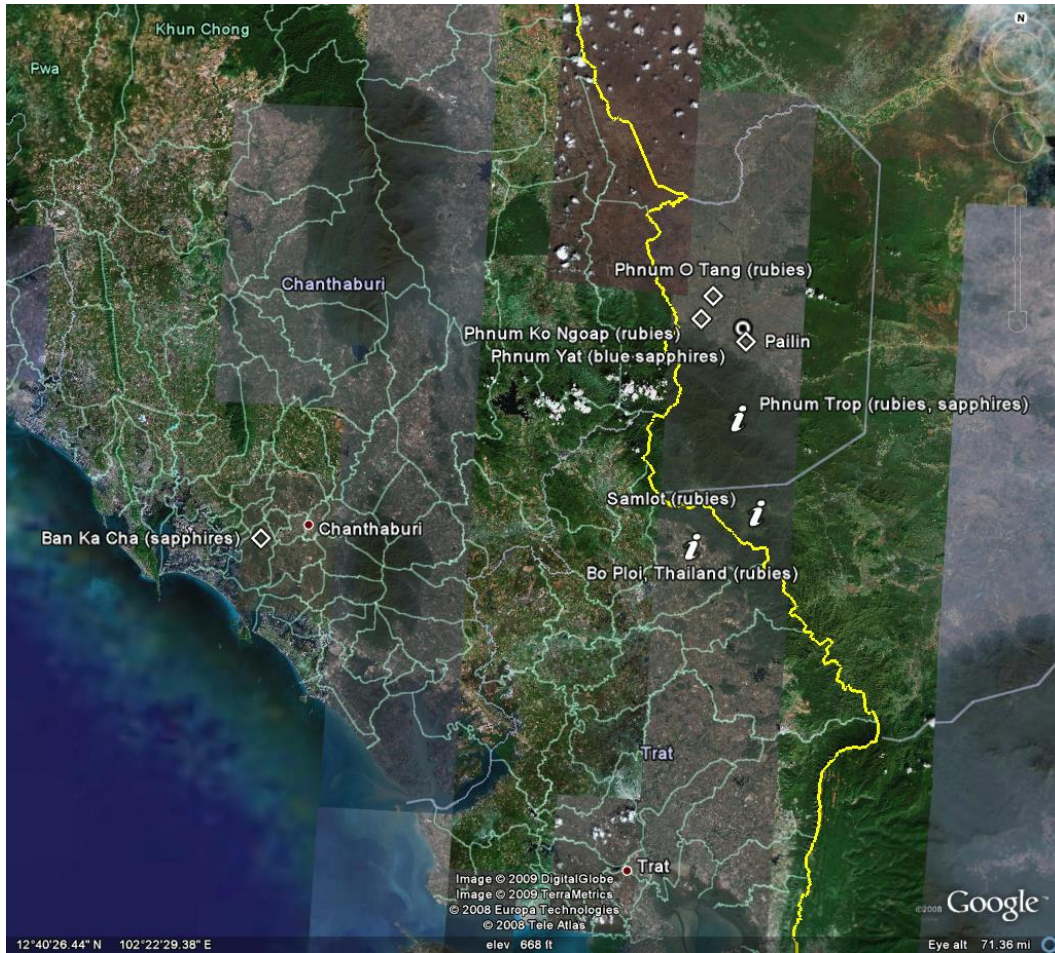 Khun Chong
N
Pwa
Phnum O Tang (rubies)
Chanthaburi
Phnum Ko Ngoap (rubies)
Pailin
Phnum Yat (blue sapphires)
Phnum Trop (rubies, sapphires)
i
Samlot (rubies)
i
Chanthaburi
Ban Ka Cha (sapphires)
i
Bo Ploi, Thailand (rubies)
Trat
Trat
Image © 2009 DigitalGlobe
Image © 2009 TerraMetrics
© 2008 Europa Technologies
© 2008 Tele Atlas
©2008 Google™
12°40'26.44" N 102°22'29.38" E elev 668 ft Eye alt 71.36 mi